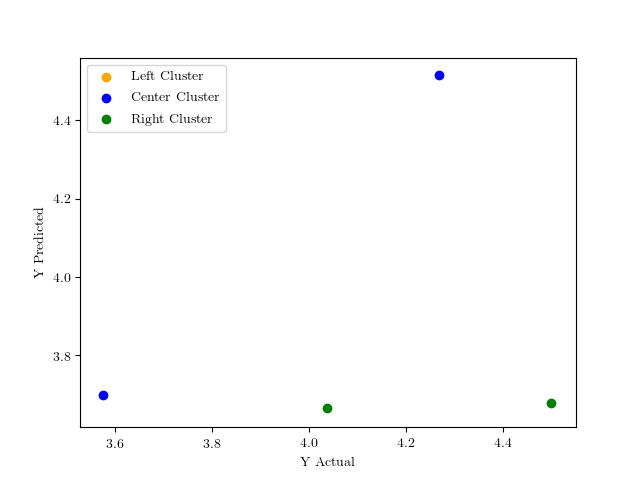 Left Cluster
Center Cluster
Right Cluster
4.4
4.2
4.0
3.8
Y Predicted
3.6 3.8 4.0 4.2 4.4
Y Actual